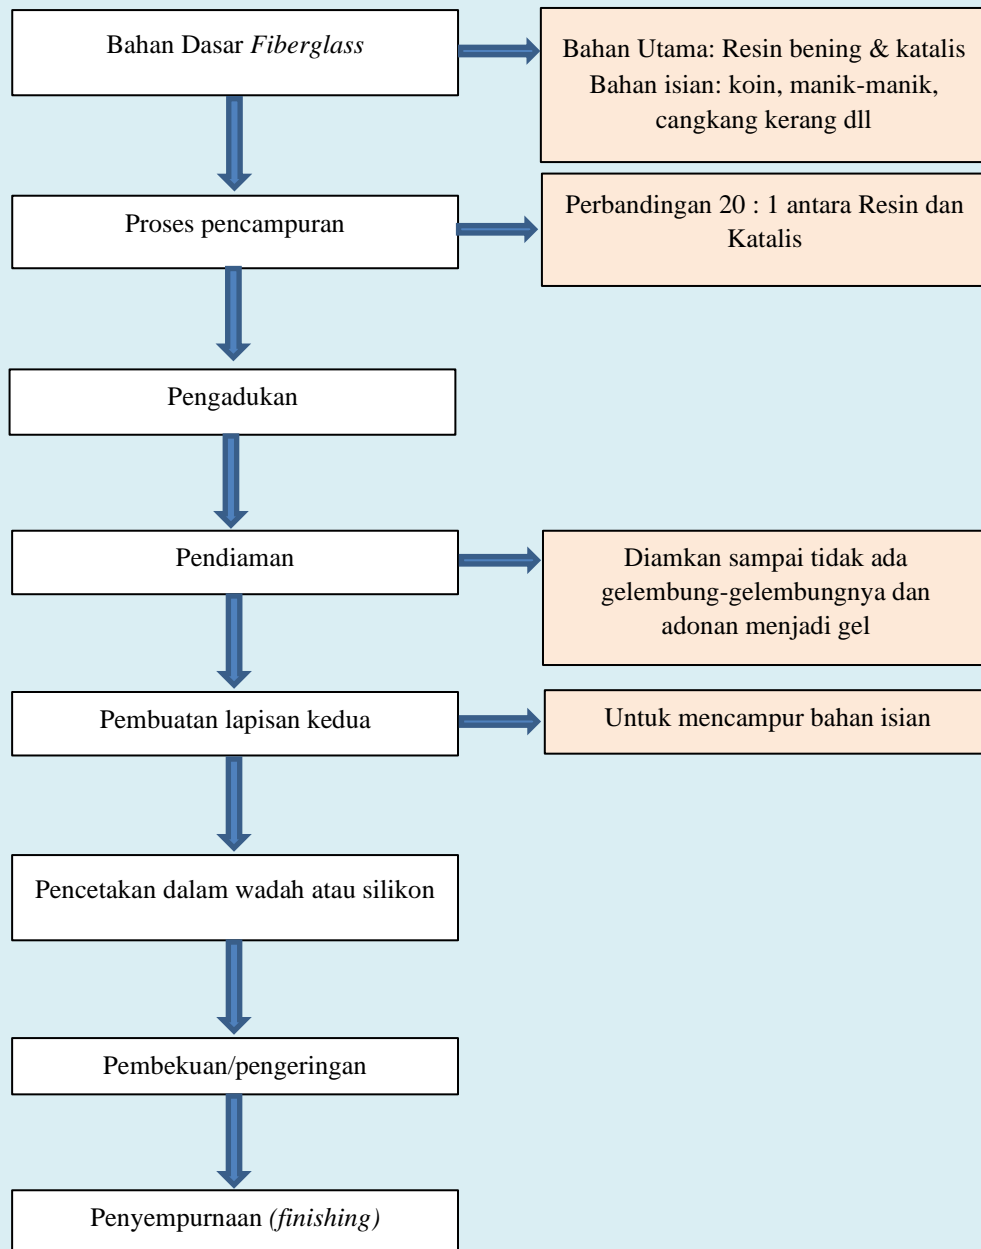 Bahan Dasar Fiberglass
Bahan Utama: Resin bening & katalis
Bahan isian: koin, manik-manik,
cangkang kerang dll
Proses pencampuran
Perbandingan 20 : 1 antara Resin dan
Katalis
Pengadukan
Pendiaman
Diamkan sampai tidak ada
gelembung-gelembungnya dan
adonan menjadi gel
Pembuatan lapisan kedua
Untuk mencampur bahan isian
Pencetakan dalam wadah atau silikon
Pembekuan/pengeringan
Penyempurnaan (finishing)